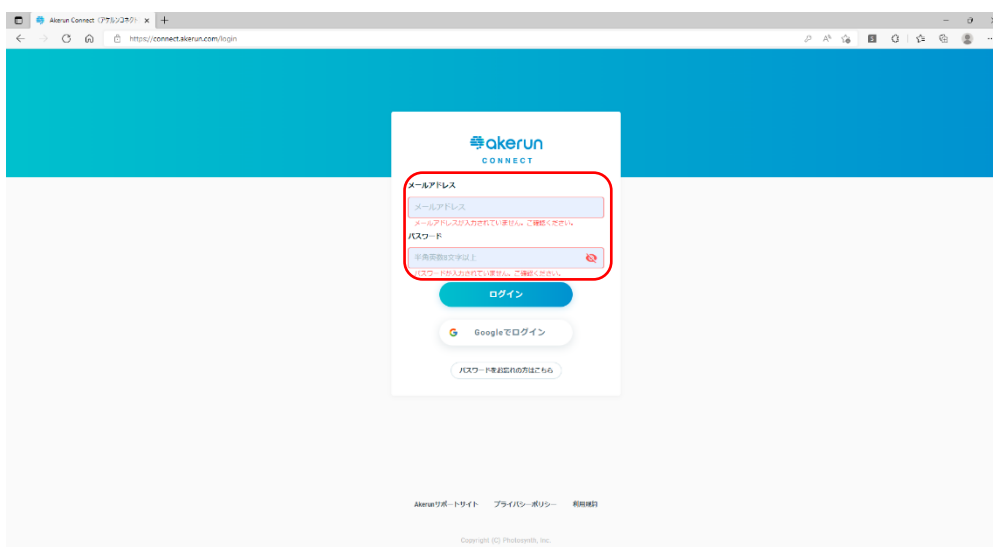 Akerun Connect (アケルンコネクト)
https://connect.akerun.com/login
akerun
CONNECT
メールアドレス
メールアドレス
メールアドレスが入力されていません。ご確認ください。
パスワード
半角英数8文字以上
パスワードが入力されていません。ご確認ください。
ログイン
Googleでログイン
パスワードをお忘れの方はこちら
Akerunサポートサイト プライバシーポリシー 利用規約
Copyright (C) Photosynth, Inc.